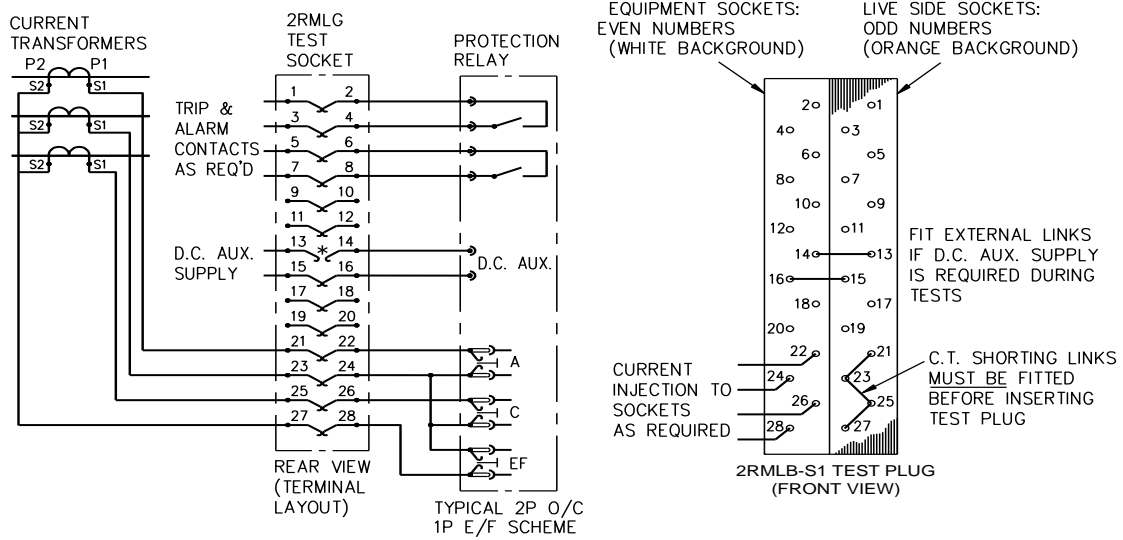 CURRENT
TRANSFORMERS
P2 P1
S2 S1
S2 S1
S2 S1
2RMLG
TEST
SOCKET
PROTECTION
RELAY
TRIP &
ALARM
CONTACTS
AS REQ'D
D.C. AUX.
SUPPLY
1 2
3 4
5 6
7 8
9 10
11 12
13 * 14
15 16
17 18
19 20
21 22
23 24
25 26
27 28
D.C. AUX.
A
C
EF
REAR VIEW
(TERMINAL
LAYOUT)
TYPICAL 2P O/C
1P E/F SCHEME
EQUIPMENT SOCKETS:
EVEN NUMBERS
(WHITE BACKGROUND)
LIVE SIDE SOCKETS:
ODD NUMBERS
(ORANGE BACKGROUND)
2 1
4 3
6 5
8 7
10 9
12 11
14 13
16 15
18 17
20 19
22 21
24 23
26 25
28 27
FIT EXTERNAL LINKS
IF D.C. AUX. SUPPLY
IS REQUIRED DURING
TESTS
CURRENT
INJECTION TO
SOCKETS
AS REQUIRED
C.T. SHORTING LINKS
MUST BE FITTED
BEFORE INSERTING
TEST PLUG
2RMLB-S1 TEST PLUG
(FRONT VIEW)